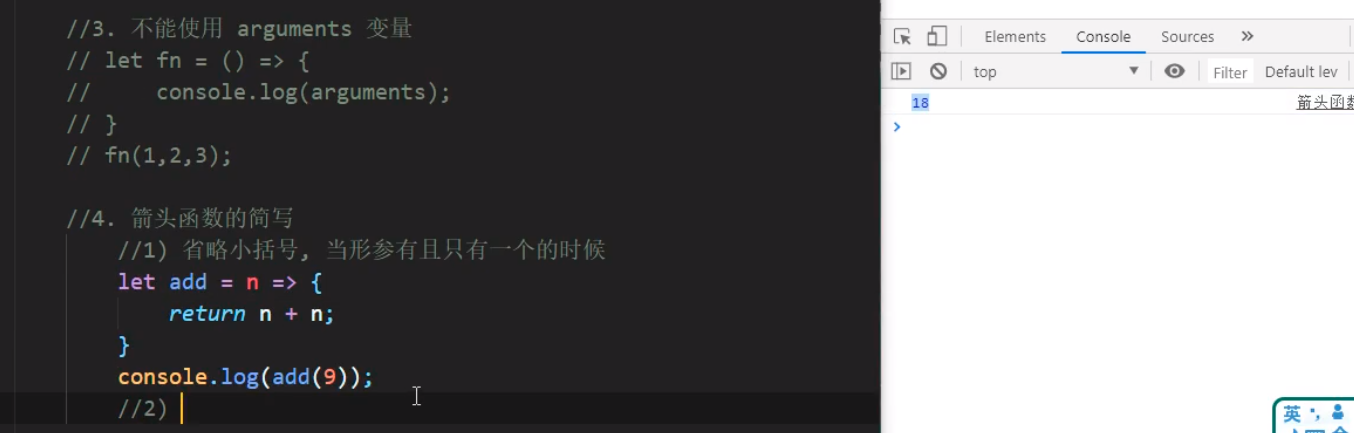 //3. 不能使用 arguments 变量
// let fn = () => {
//     console.log(arguments);
// }
// fn(1,2,3);
//4. 箭头函数的简写
//1) 省略小括号, 当形参有且只有一个的时候
let add = n => {
return n + n;
}
console.log(add(9));
//2)
Elements Console Sources »
top Filter Default lev
18 箭头函
>
英